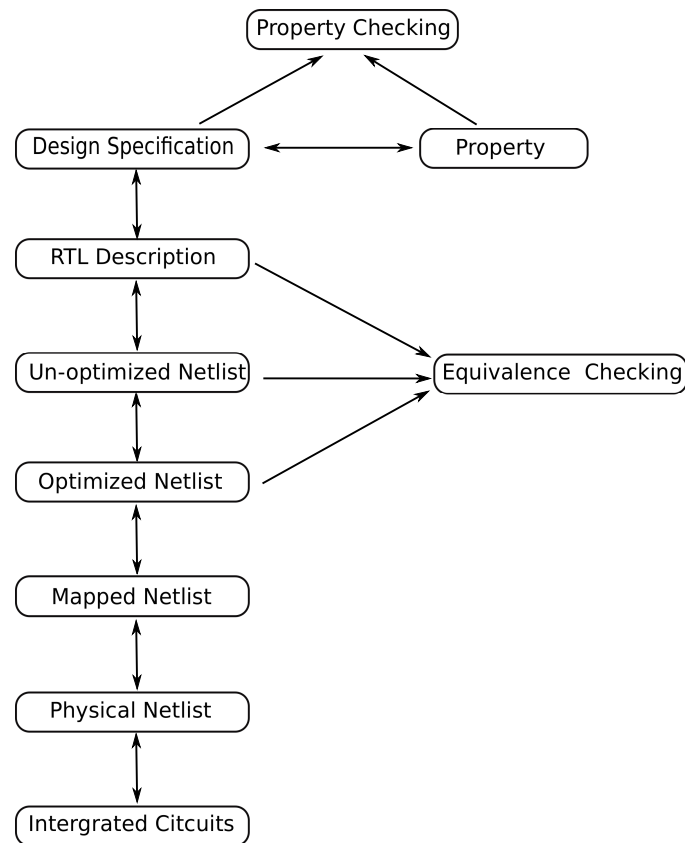 Property Checking
Design Specification
Property
RTL Description
Un-optimized Netlist
Equivalence Checking
Optimized Netlist
Mapped Netlist
Physical Netlist
Intergrated Citcuits